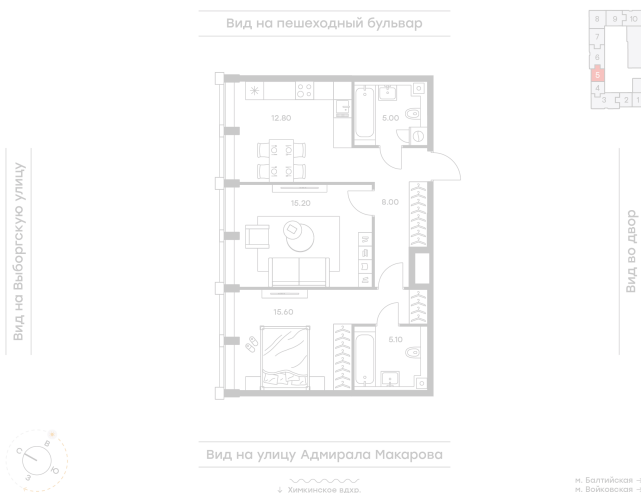 Вид на пешеходный бульвар
8 9 10
7
6
5
4
3 2 1
12.80
5.00
15.20
8.00
15.60
5.10
Вид на Выборгскую улицу
Вид во двор
Вид на улицу Адмирала Макарова
С В
З Ю
↓ Химкинское вдхр.
м. Балтийская →
м. Войковская →